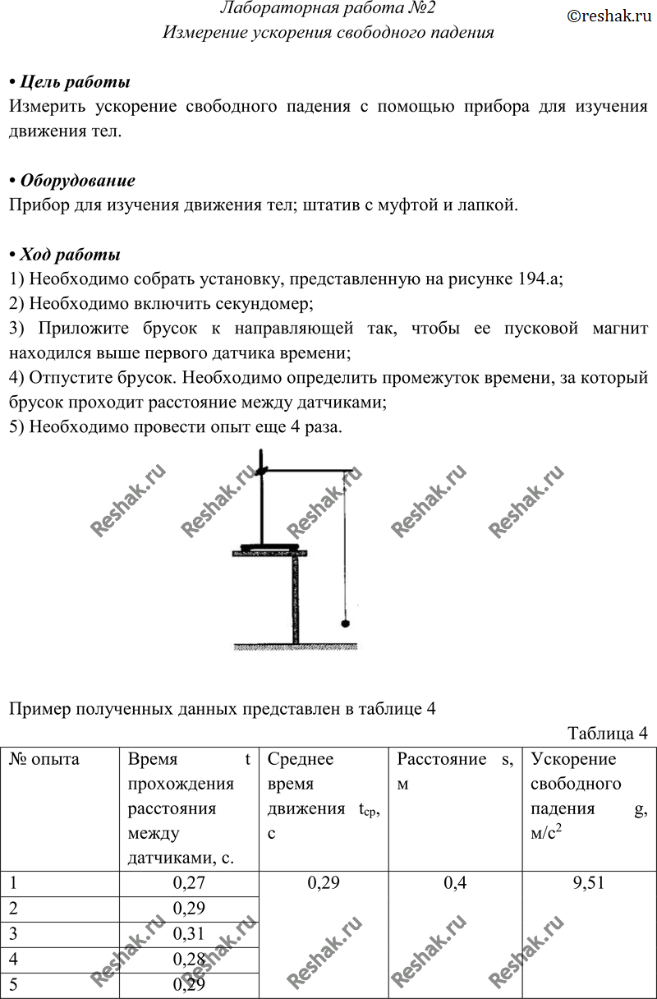 Лабораторная работа №2
©reshak.ru
Измерение ускорения свободного падения
• Цель работы
Измерить ускорение свободного падения с помощью прибора для изучения
движения тел.
• Оборудование
Прибор для изучения движения тел; штатив с муфтой и лапкой.
• Ход работы
1) Необходимо собрать установку, представленную на рисунке 194.а;
2) Необходимо включить секундомер;
3) Приложите брусок к направляющей так, чтобы ее пусковой магнит
находился выше первого датчика времени;
4) Отпустите брусок. Необходимо определить промежуток времени, за который
брусок проходит расстояние между датчиками;
5) Необходимо провести опыт еще 4 раза.
Reshak.ru Reshak.ru Reshak.ru Reshak.ru Reshak.ru
Пример полученных данных представлен в таблице 4
Таблица 4
№ опыта
Время t
прохождения
расстояния
между
датчиками, с.
Среднее
время
движения tср,
с
Расстояние s,
м
Ускорение
свободного
падения g,
м/с²
1 0,27 0,29 0,4 9,51
2 0,29
3 0,31
4 0,28
5 0,29
Reshak.ru Reshak.ru Reshak.ru Reshak.ru Reshak.ru